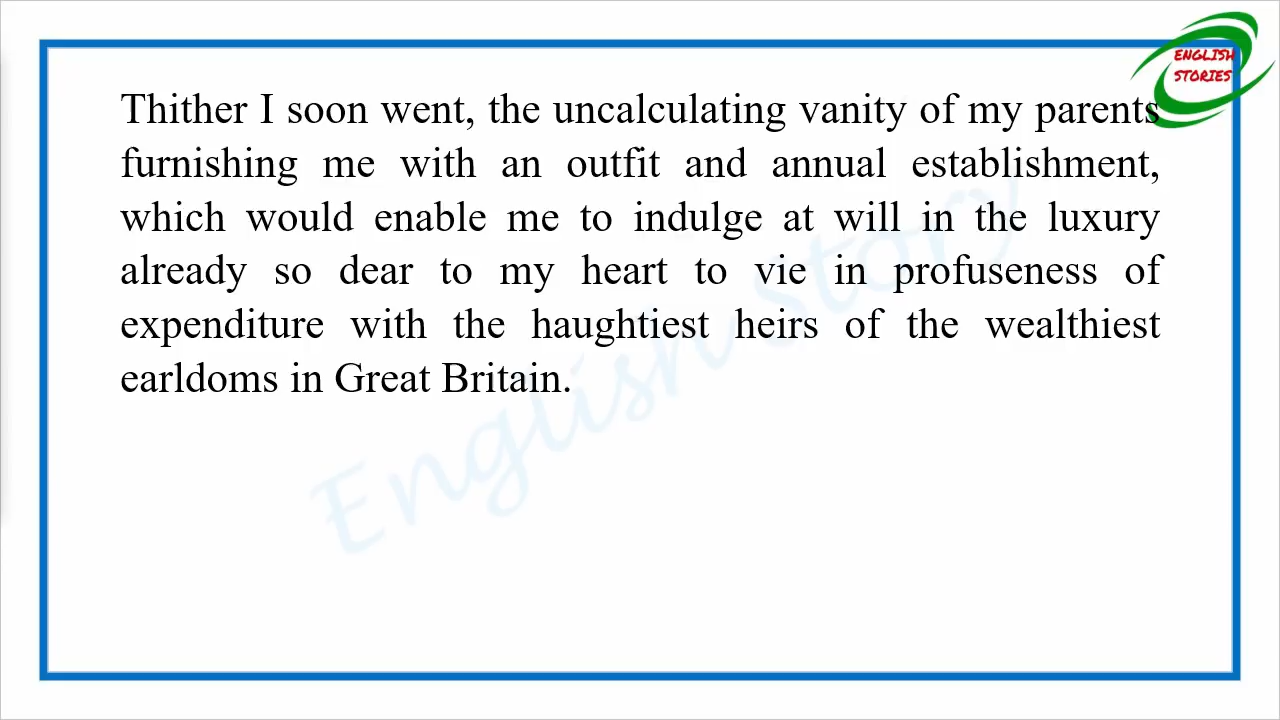 ENGLISH
STORIES
Thither I soon went, the uncalculating vanity of my parents
furnishing me with an outfit and annual establishment,
which would enable me to indulge at will in the luxury
already so dear to my heart to vie in profuseness of
expenditure with the haughtiest heirs of the wealthiest
earldoms in Great Britain.
English Story